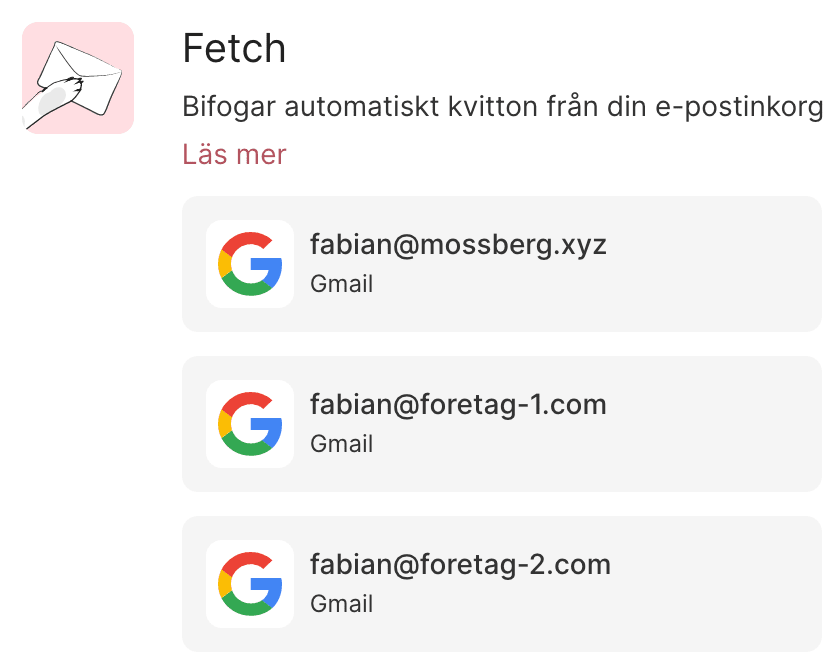 Fetch
Bifogar automatiskt kvitton från din e-postinkorg
Läs mer
fabian@mossberg.xyz
Gmail
fabian@foretag-1.com
Gmail
fabian@foretag-2.com
Gmail